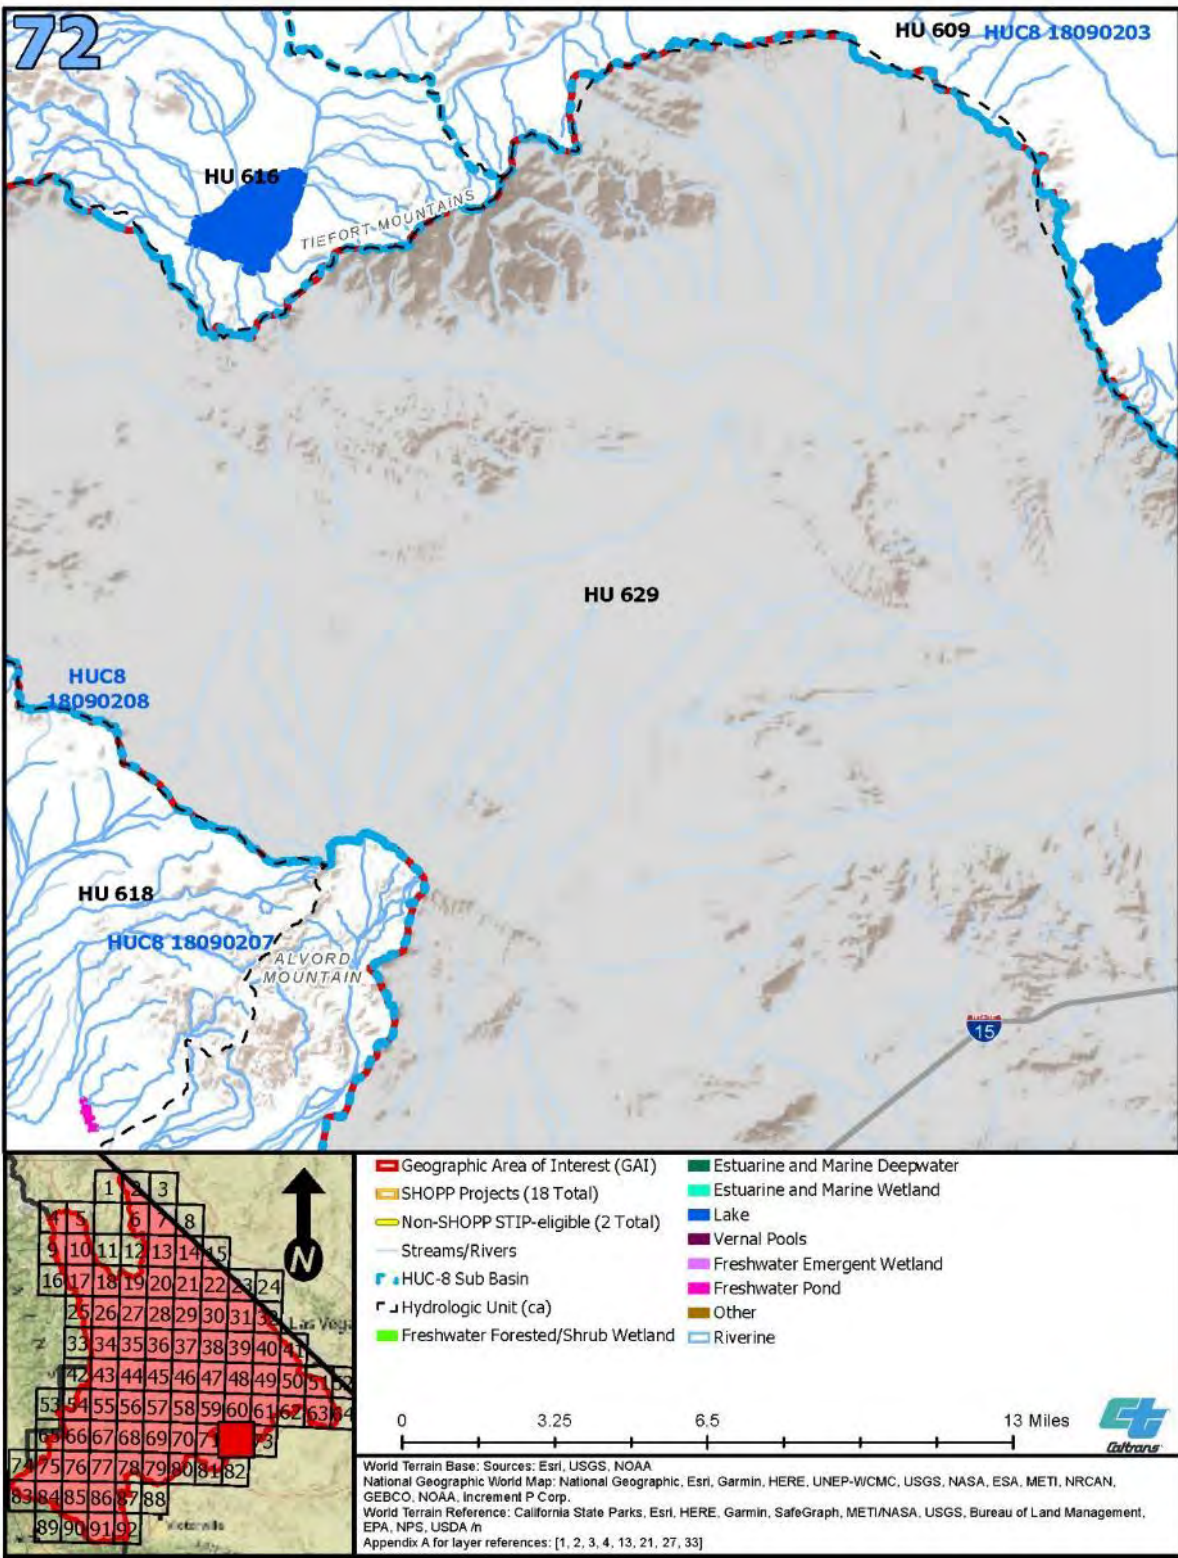 72
HU 609 HUC8 18090203
HU 616
TIEFORT MOUNTAINS
HU 629
HUC8
18090208
HU 618
HUC8 18090207
ALVORD
MOUNTAIN
15
1 2 3
4 5 6 7 8
9 10 11 12 13 14 15
16 17 18 19 20 21 22 23 24
25 26 27 28 29 30 31 32 Las Vega
33 34 35 36 37 38 39 40 41
42 43 44 45 46 47 48 49 50 51 52
53 54 55 56 57 58 59 60 61 62 63 64
65 66 67 68 69 70 71 73
74 75 76 77 78 79 80 81 82
83 84 85 86 87 88
89 90 91 92 Victorville
N
Geographic Area of Interest (GAI)
SHOPP Projects (18 Total)
Non-SHOPP STIP-eligible (2 Total)
Streams/Rivers
HUC-8 Sub Basin
Hydrologic Unit (ca)
Freshwater Forested/Shrub Wetland
Estuarine and Marine Deepwater
Estuarine and Marine Wetland
Lake
Vernal Pools
Freshwater Emergent Wetland
Freshwater Pond
Other
Riverine
0 3.25 6.5 13 Miles
Ct
Caltrans
World Terrain Base: Sources: Esri, USGS, NOAA
National Geographic World Map: National Geographic, Esri, Garmin, HERE, UNEP-WCMC, USGS, NASA, ESA, METI, NRCAN,
GEBCO, NOAA, Increment P Corp.
World Terrain Reference: California State Parks, Esri, HERE, Garmin, SafeGraph, METI/NASA, USGS, Bureau of Land Management,
EPA, NPS, USDA /n
Appendix A for layer references: [1, 2, 3, 4, 13, 21, 27, 33]